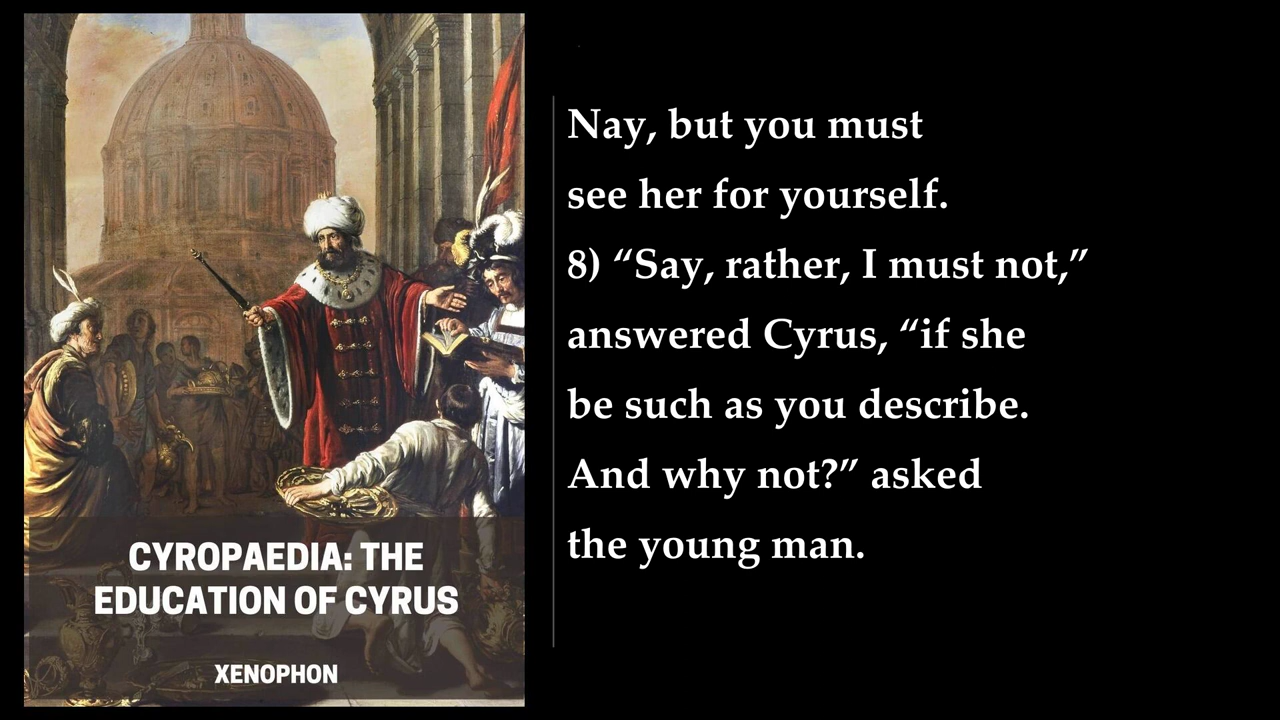 CYROPAEDIA: THE
EDUCATION OF CYRUS
XENOPHON
Nay, but you must
see her for yourself.
8) “Say, rather, I must not,”
answered Cyrus, “if she
be such as you describe.
And why not?” asked
the young man.